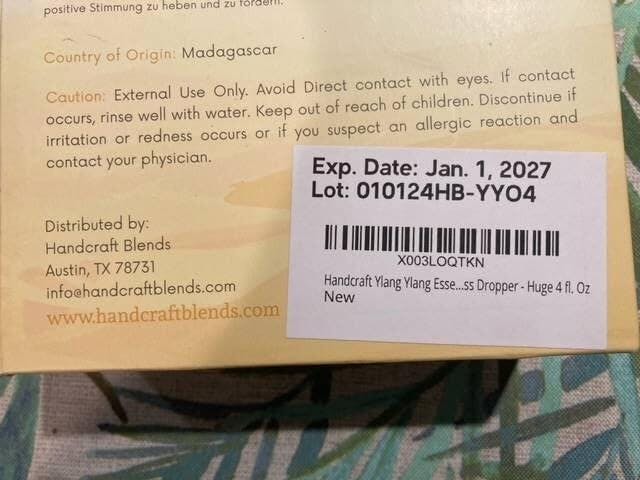 positive Stimmung zu heben und zu fördern.
Country of Origin: Madagascar
Caution: External Use Only. Avoid Direct contact with eyes. If contact
occurs, rinse well with water. Keep out of reach of children. Discontinue if
irritation or redness occurs or if you suspect an allergic reaction and
contact your physician.
Exp. Date: Jan. 1, 2027
Lot: 010124HB-YYO4
X003LOQTKN
Handcraft Ylang Ylang Esse...ss Dropper - Huge 4 fl. Oz
New
Distributed by:
Handcraft Blends
Austin, TX 78731
info@handcraftblends.com
www.handcraftblends.com